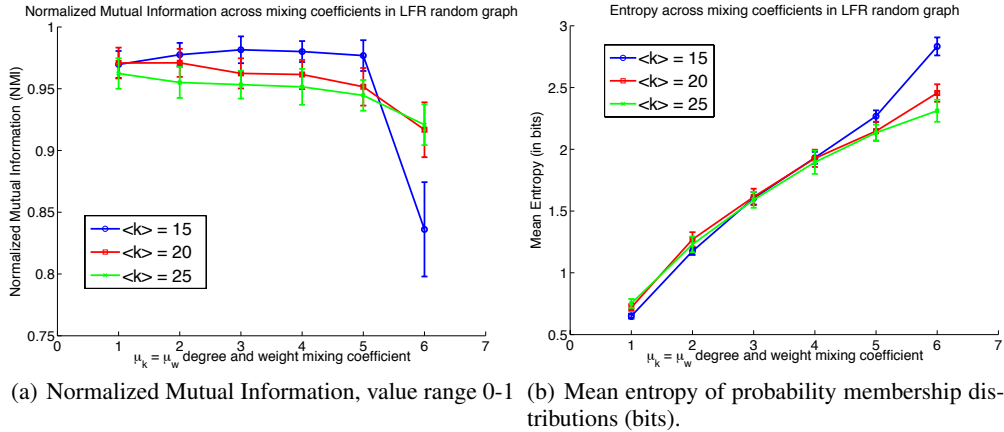 Normalized Mutual Information across mixing coefficients in LFR random graph
1
0.95
0.9
0.85
0.8
0.75
Normalized Mutual Information (NMI)
<k> = 15
<k> = 20
<k> = 25
0 1 2 3 4 5 6 7
μk = μw degree and weight mixing coefficient
(a) Normalized Mutual Information, value range 0-1
Entropy across mixing coefficients in LFR random graph
3
2.5
2
1.5
1
0.5
Mean Entropy (in bits)
<k> = 15
<k> = 20
<k> = 25
0 1 2 3 4 5 6 7
μk = μw degree and weight mixing coefficient
(b) Mean entropy of probability membership dis-
tributions (bits).